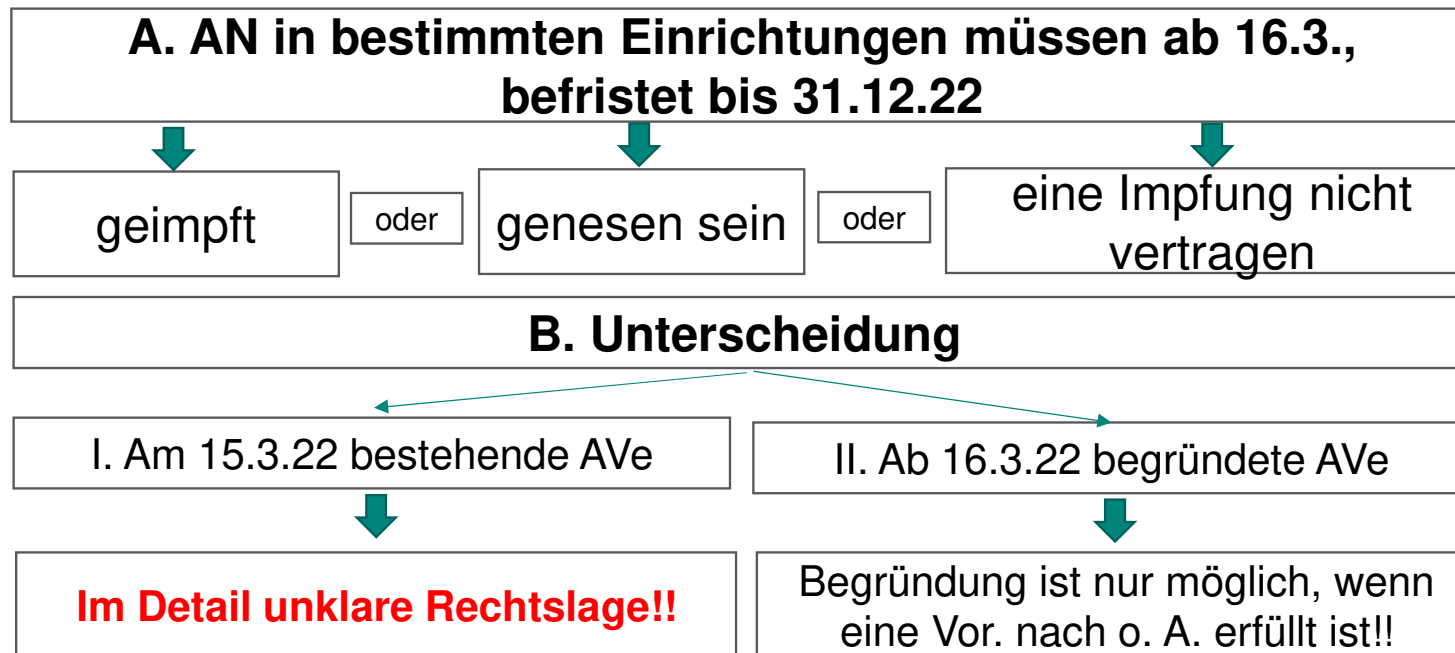 A. AN in bestimmten Einrichtungen müssen ab 16.3.,
befristet bis 31.12.22
geimpft
oder
genesen sein
oder
eine Impfung nicht
vertragen
B. Unterscheidung
I. Am 15.3.22 bestehende AVe
II. Ab 16.3.22 begründete AVe
Im Detail unklare Rechtslage!!
Begründung ist nur möglich, wenn
eine Vor. nach o. A. erfüllt ist!!